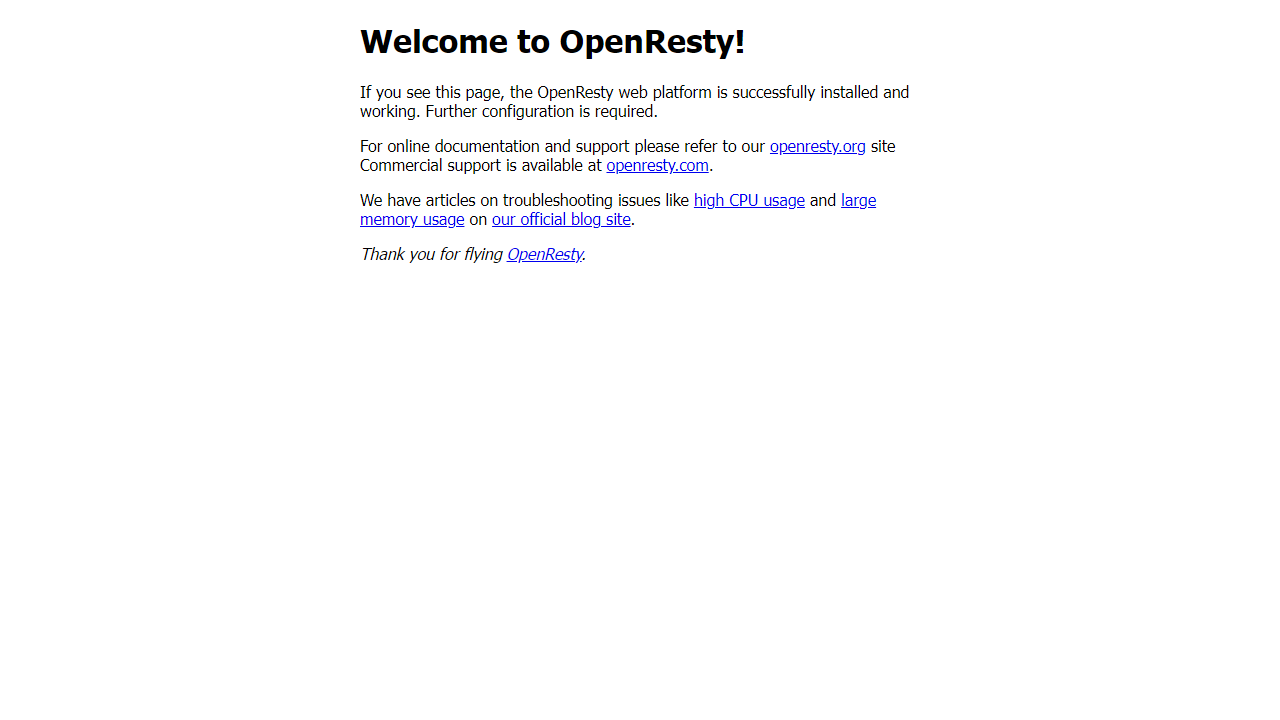 Welcome to OpenResty!
If you see this page, the OpenResty web platform is successfully installed and
working. Further configuration is required.
For online documentation and support please refer to our openresty.org site
Commercial support is available at openresty.com.
We have articles on troubleshooting issues like high CPU usage and large
memory usage on our official blog site.
Thank you for flying OpenResty.